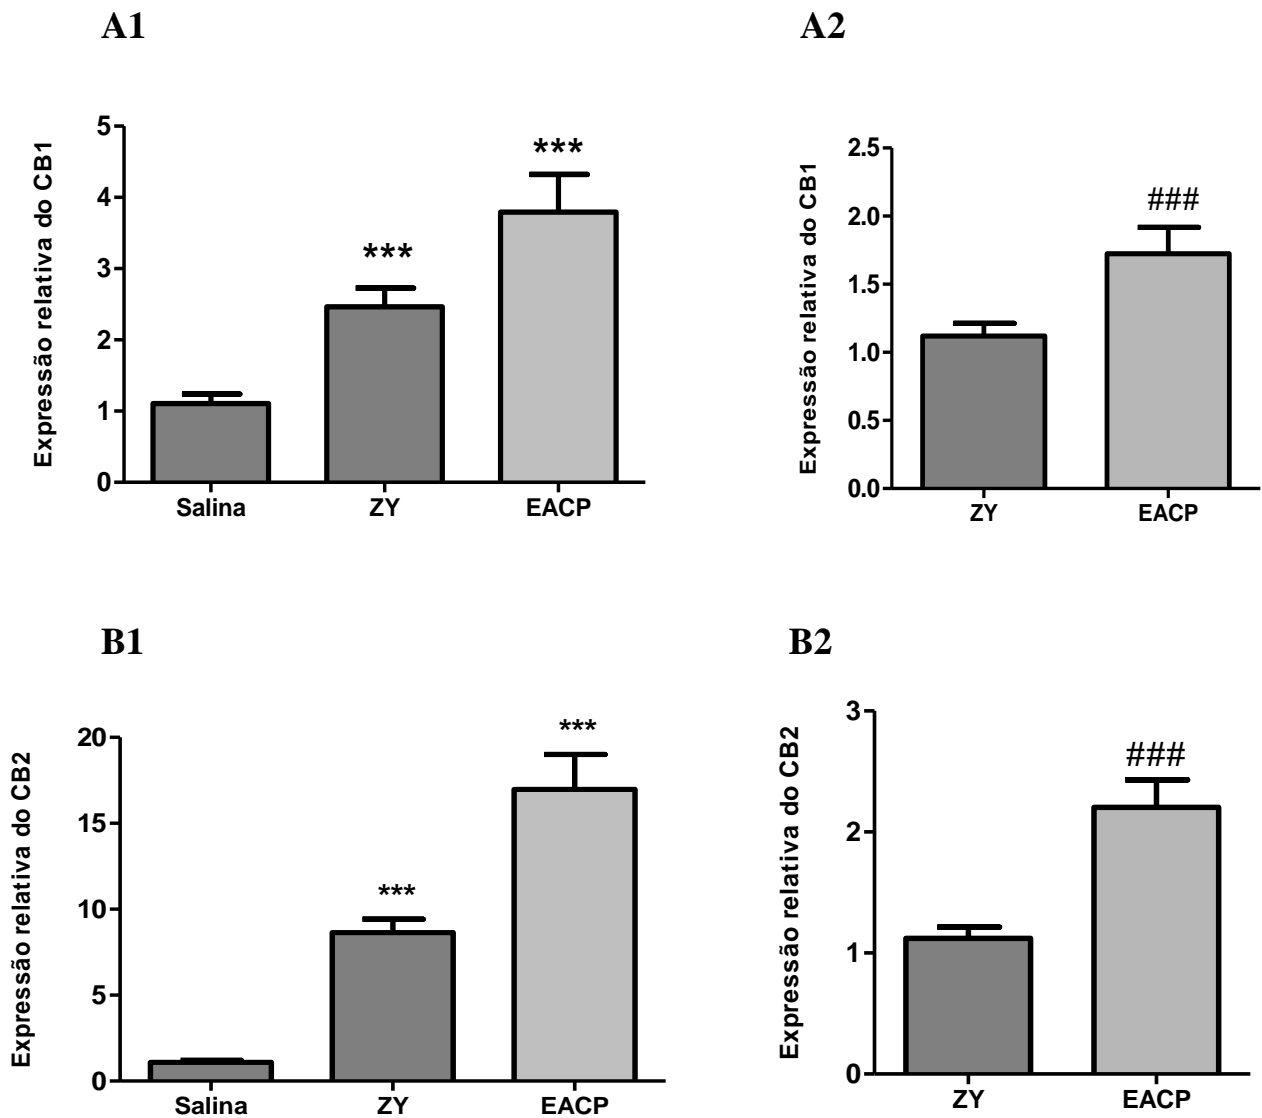 A1
A2
Expressão relativa do CB1
5
4
3
2
1
0
***
***
Salina ZY EACP
Expressão relativa do CB1
2.5
2.0
1.5
1.0
0.5
0.0
###
ZY EACP
B1
B2
Expressão relativa do CB2
20
15
10
5
0
***
***
Salina ZY EACP
Expressão relativa do CB2
3
2
1
0
###
ZY EACP